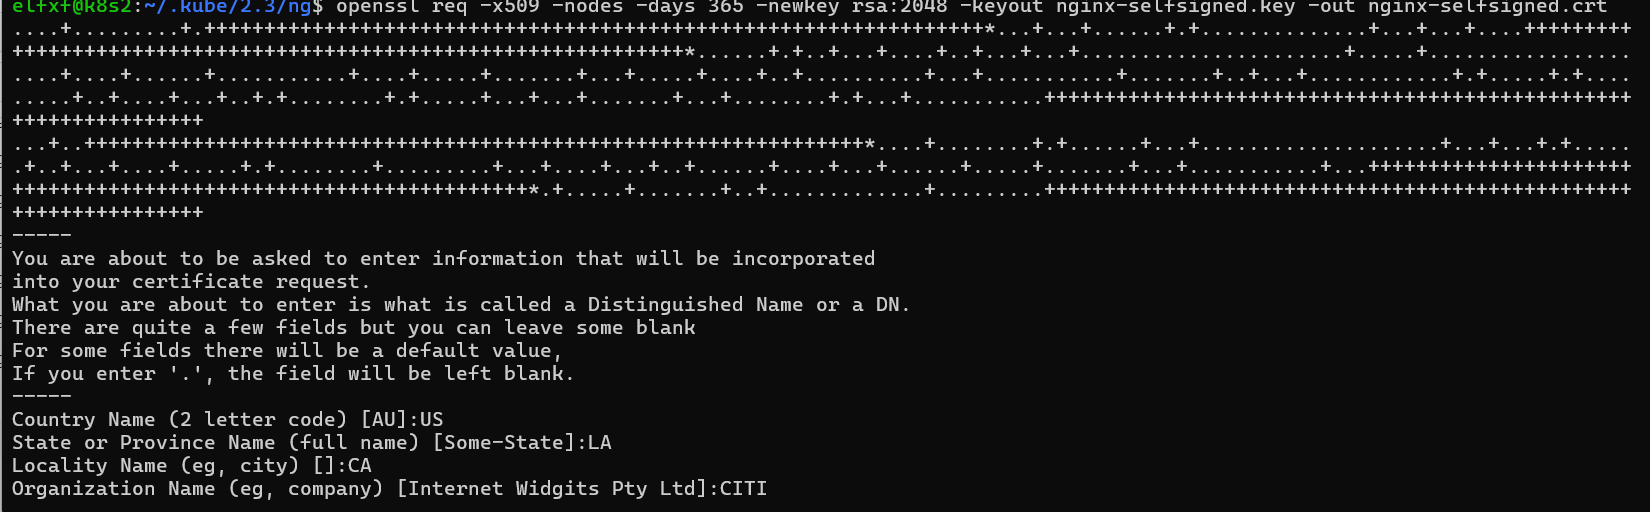 elfxf@k8s2:~/.kube/2.3/ng$ openssl req -x509 -nodes -days 365 -newkey rsa:2048 -keyout nginx-selfsigned.key -out nginx-selfsigned.crt
-----
You are about to be asked to enter information that will be incorporated
into your certificate request.
What you are about to enter is what is called a Distinguished Name or a DN.
There are quite a few fields but you can leave some blank
For some fields there will be a default value,
If you enter '.', the field will be left blank.
-----
Country Name (2 letter code) [AU]:US
State or Province Name (full name) [Some-State]:LA
Locality Name (eg, city) []:CA
Organization Name (eg, company) [Internet Widgits Pty Ltd]:CITI